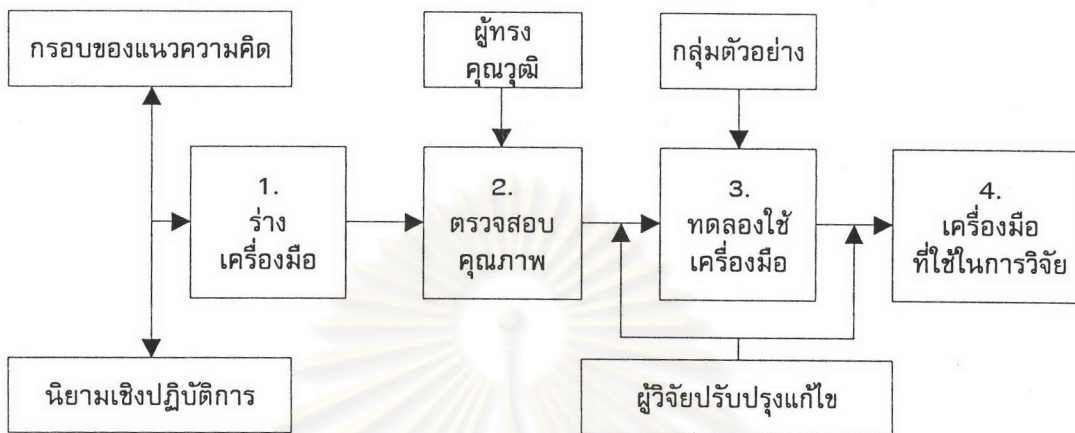 กรอบของแนวความคิด
ผู้ทรง
คุณวุฒิ
กลุ่มตัวอย่าง
1.
ร่าง
เครื่องมือ
2.
ตรวจสอบ
คุณภาพ
3.
ทดลองใช้
เครื่องมือ
4.
เครื่องมือ
ที่ใช้ในการวิจัย
นิยามเชิงปฏิบัติการ
ผู้วิจัยปรับปรุงแก้ไข